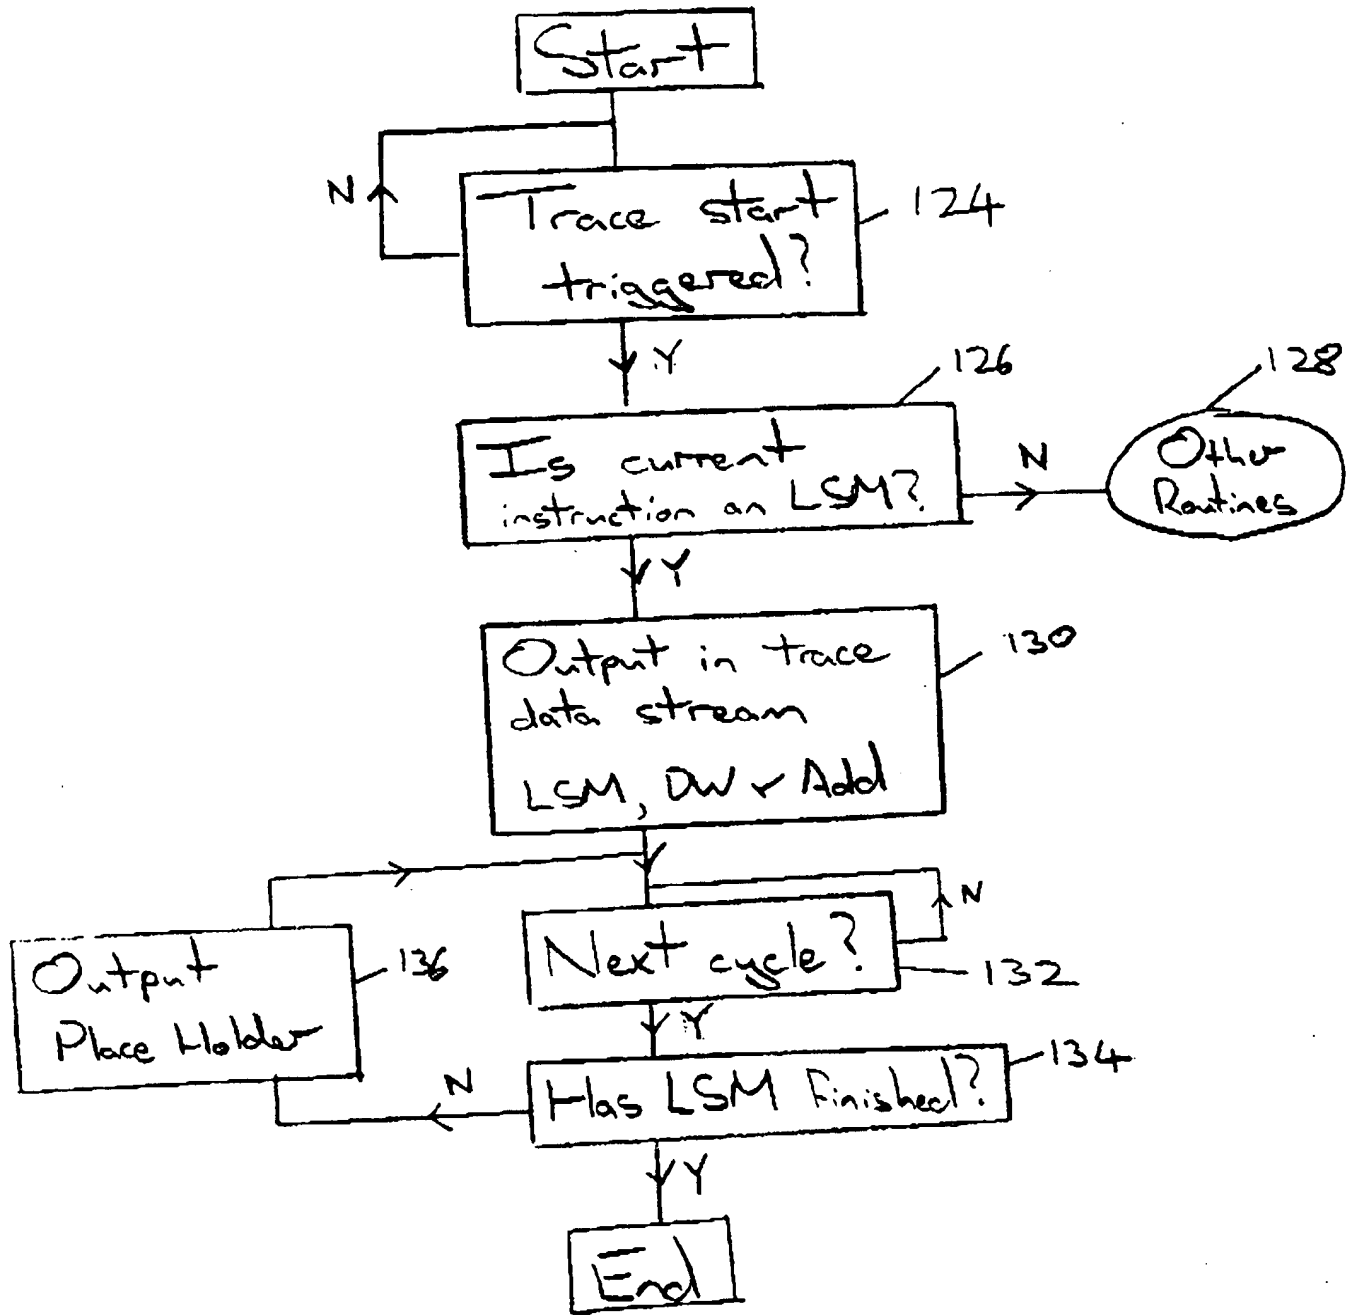 Start
N
Trace start
triggered?
124
Y
126
128
Is current
instruction an LSM?
N
Other
Routines
Y
Output in trace
data stream
LSM, DW & Add
130
N
Next cycle?
132
Output
Place Holder
136
Y
Has LSM Finished?
134
N
Y
End